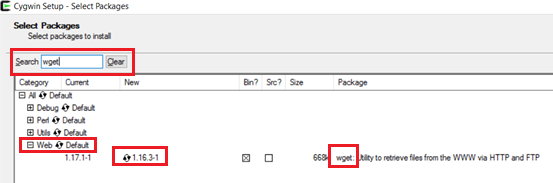 Cygwin Setup - Select Packages
Select Packages
Select packages to install
Search wget Clear
Category Current New Bin? Src? Size Package
All Default
Debug Default
Perl Default
Utils Default
Web Default
1.17.1-1 1.16.3-1 668k wget: Utility to retrieve files from the WWW via HTTP and FTP